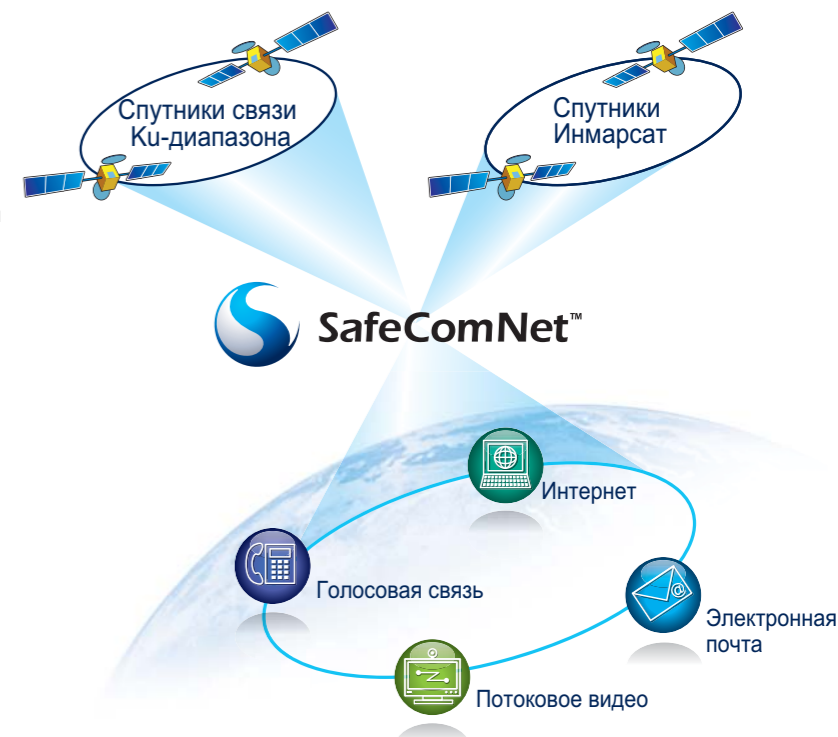 Спутники связи
Ku-диапазона
Спутники
Инмарсат
SafeComNet™
Интернет
Голосовая связь
@
Электронная
почта
Потоковое видео